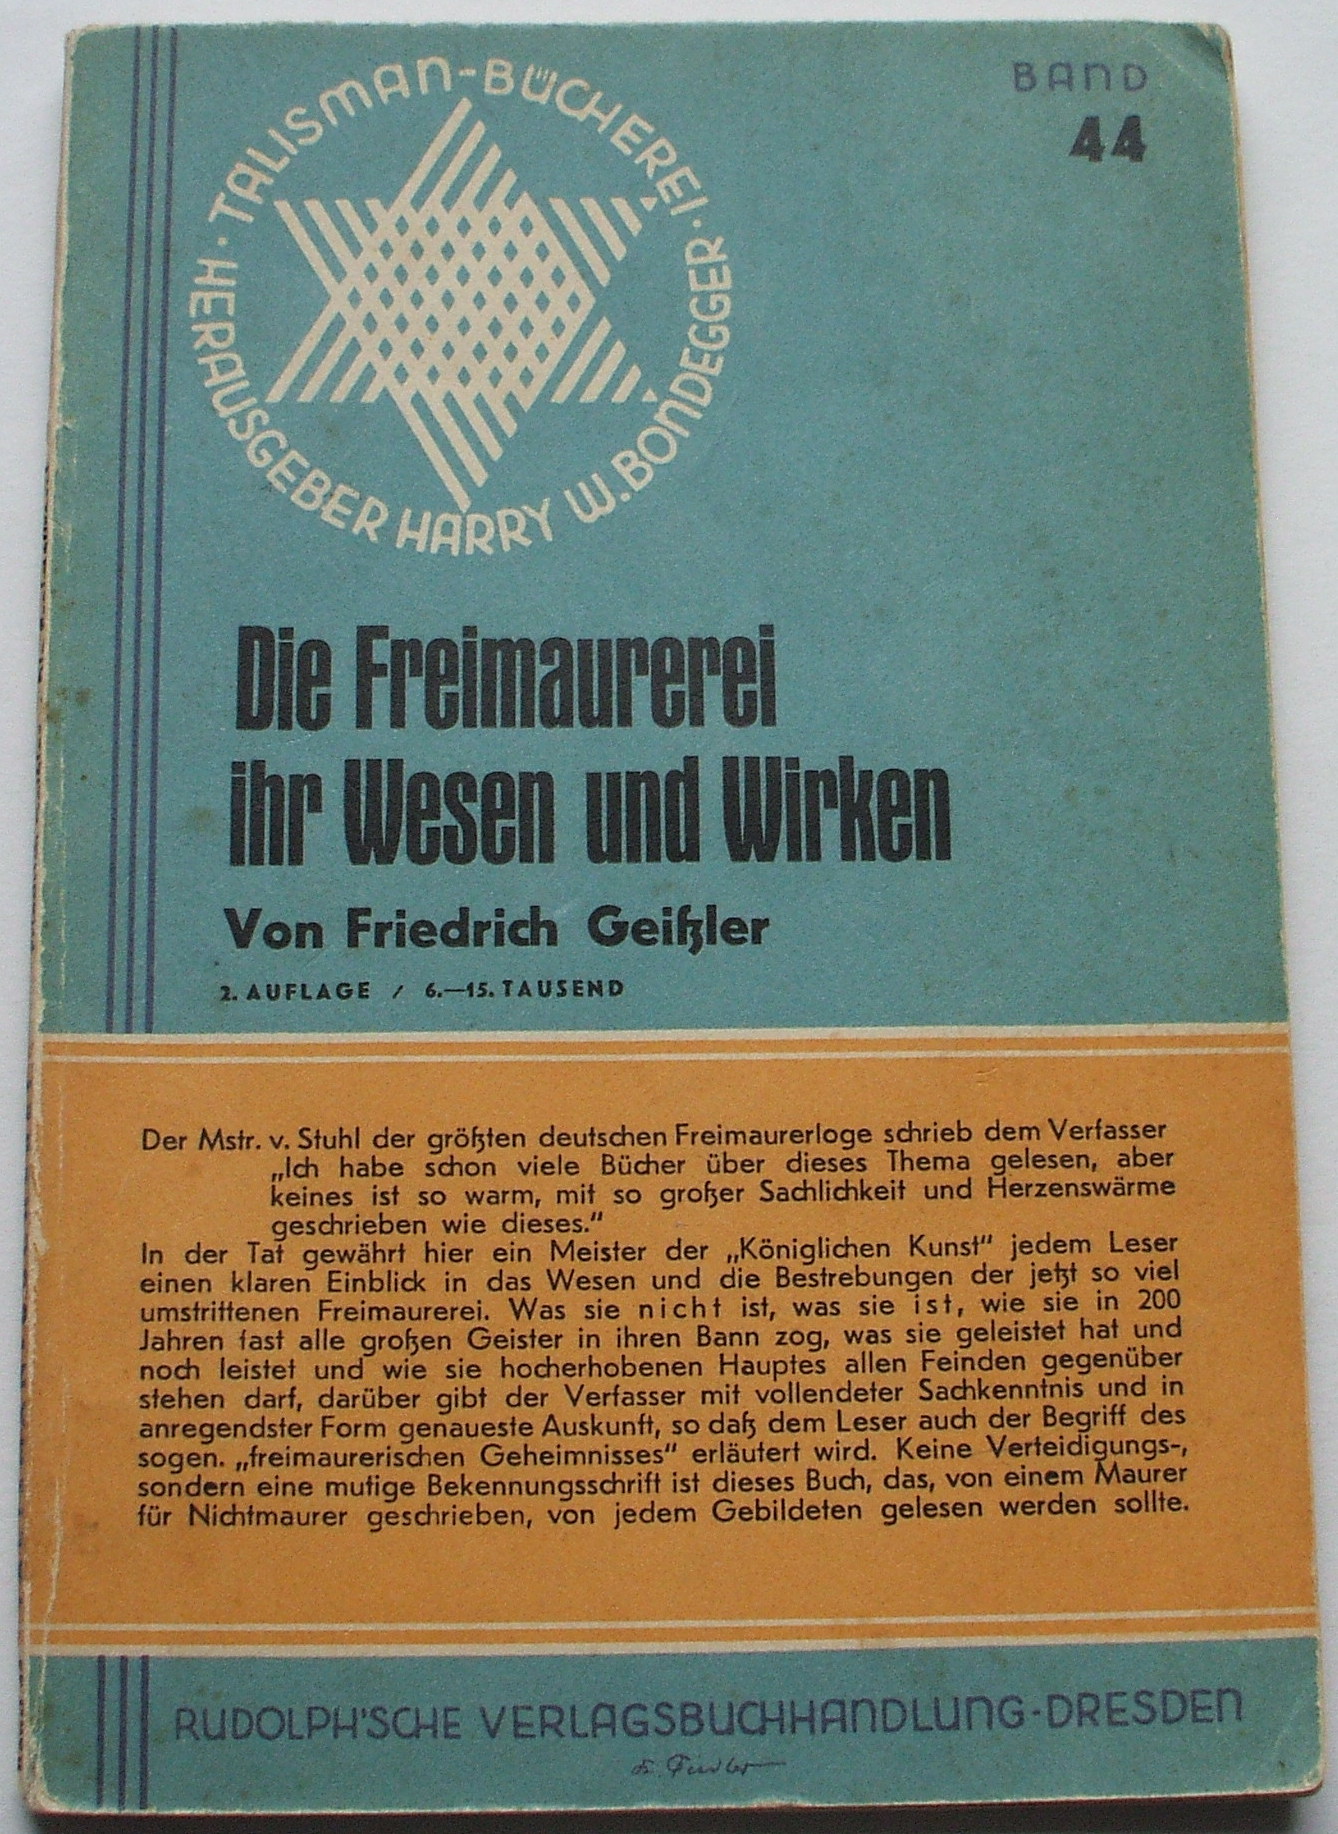 TALISMAN-BÜCHEREI · HERAUSGEBER HARRY W. BONDEGGER ·
BAND
44
Die Freimaurerei
ihr Wesen und Wirken
Von Friedrich Geißler
2. AUFLAGE / 6.—15. TAUSEND
Der Mstr. v. Stuhl der größten deutschen Freimaurerloge schrieb dem Verfasser
„Ich habe schon viele Bücher über dieses Thema gelesen, aber
keines ist so warm, mit so großer Sachlichkeit und Herzenswärme
geschrieben wie dieses.“
In der Tat gewährt hier ein Meister der „Königlichen Kunst“ jedem Leser
einen klaren Einblick in das Wesen und die Bestrebungen der jetzt so viel
umstrittenen Freimaurerei. Was sie nicht ist, was sie ist, wie sie in 200
Jahren fast alle großen Geister in ihren Bann zog, was sie geleistet hat und
noch leistet und wie sie hocherhobenen Hauptes allen Feinden gegenüber
stehen darf, darüber gibt der Verfasser mit vollendeter Sachkenntnis und in
anregendster Form genaueste Auskunft, so daß dem Leser auch der Begriff des
sogen. „freimaurerischen Geheimnisses“ erläutert wird. Keine Verteidigungs-,
sondern eine mutige Bekennungsschrift ist dieses Buch, das, von einem Maurer
für Nichtmaurer geschrieben, von jedem Gebildeten gelesen werden sollte.
RUDOLPH'SCHE VERLAGSBUCHHANDLUNG-DRESDEN